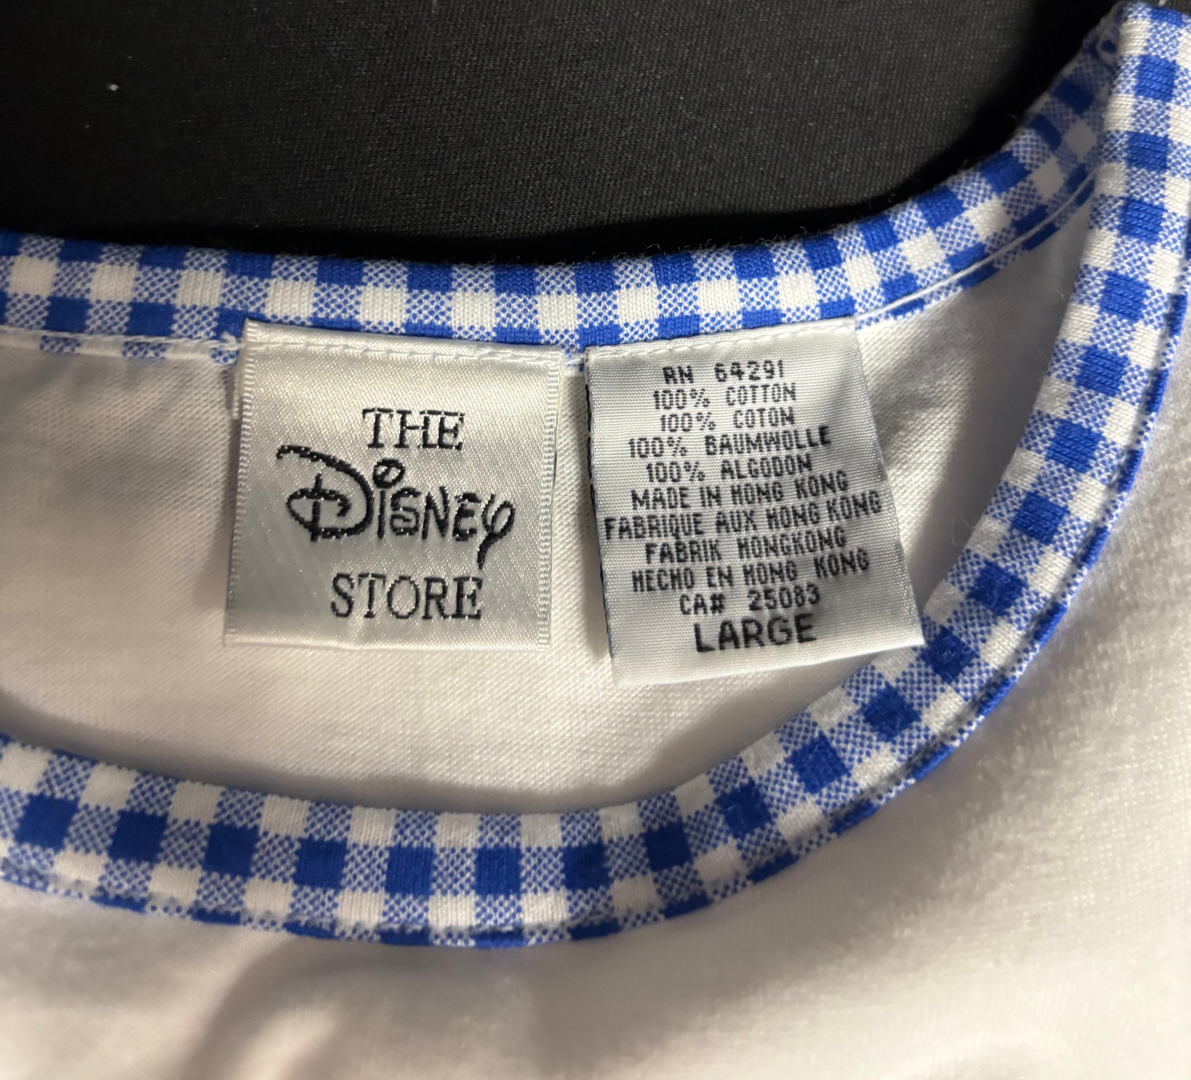 THE
Disney
STORE
RN 64291
100% COTTON
100% COTON
100% BAUMWOLLE
100% ALGODON
MADE IN HONG KONG
FABRIQUE AUX HONG KONG
FABRIK HONGKONG
HECHO EN HONG KONG
CA# 25083
LARGE